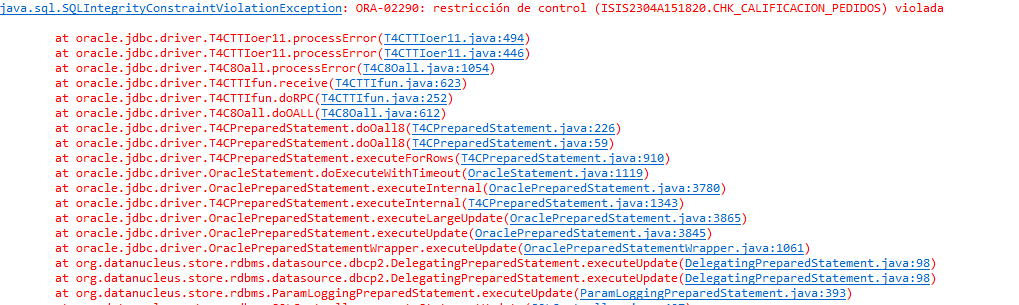 java.sql.SQLIntegrityConstraintViolationException: ORA-02290: restricción de control (ISIS2304A151820.CHK_CALIFICACION_PEDIDOS) violada
at oracle.jdbc.driver.T4CTTIoer11.processError(T4CTTIoer11.java:494)
at oracle.jdbc.driver.T4CTTIoer11.processError(T4CTTIoer11.java:446)
at oracle.jdbc.driver.T4C8Oall.processError(T4C8Oall.java:1054)
at oracle.jdbc.driver.T4CTTIfun.receive(T4CTTIfun.java:623)
at oracle.jdbc.driver.T4CTTIfun.doRPC(T4CTTIfun.java:252)
at oracle.jdbc.driver.T4C8Oall.doOALL(T4C8Oall.java:612)
at oracle.jdbc.driver.T4CPreparedStatement.doOall8(T4CPreparedStatement.java:226)
at oracle.jdbc.driver.T4CPreparedStatement.doOall8(T4CPreparedStatement.java:59)
at oracle.jdbc.driver.T4CPreparedStatement.executeForRows(T4CPreparedStatement.java:910)
at oracle.jdbc.driver.OracleStatement.doExecuteWithTimeout(OracleStatement.java:1119)
at oracle.jdbc.driver.OraclePreparedStatement.executeInternal(OraclePreparedStatement.java:3780)
at oracle.jdbc.driver.T4CPreparedStatement.executeInternal(T4CPreparedStatement.java:1343)
at oracle.jdbc.driver.OraclePreparedStatement.executeLargeUpdate(OraclePreparedStatement.java:3865)
at oracle.jdbc.driver.OraclePreparedStatement.executeUpdate(OraclePreparedStatement.java:3845)
at oracle.jdbc.driver.OraclePreparedStatementWrapper.executeUpdate(OraclePreparedStatementWrapper.java:1061)
at org.datanucleus.store.rdbms.datasource.dbcp2.DelegatingPreparedStatement.executeUpdate(DelegatingPreparedStatement.java:98)
at org.datanucleus.store.rdbms.datasource.dbcp2.DelegatingPreparedStatement.executeUpdate(DelegatingPreparedStatement.java:98)
at org.datanucleus.store.rdbms.ParamLoggingPreparedStatement.executeUpdate(ParamLoggingPreparedStatement.java:393)